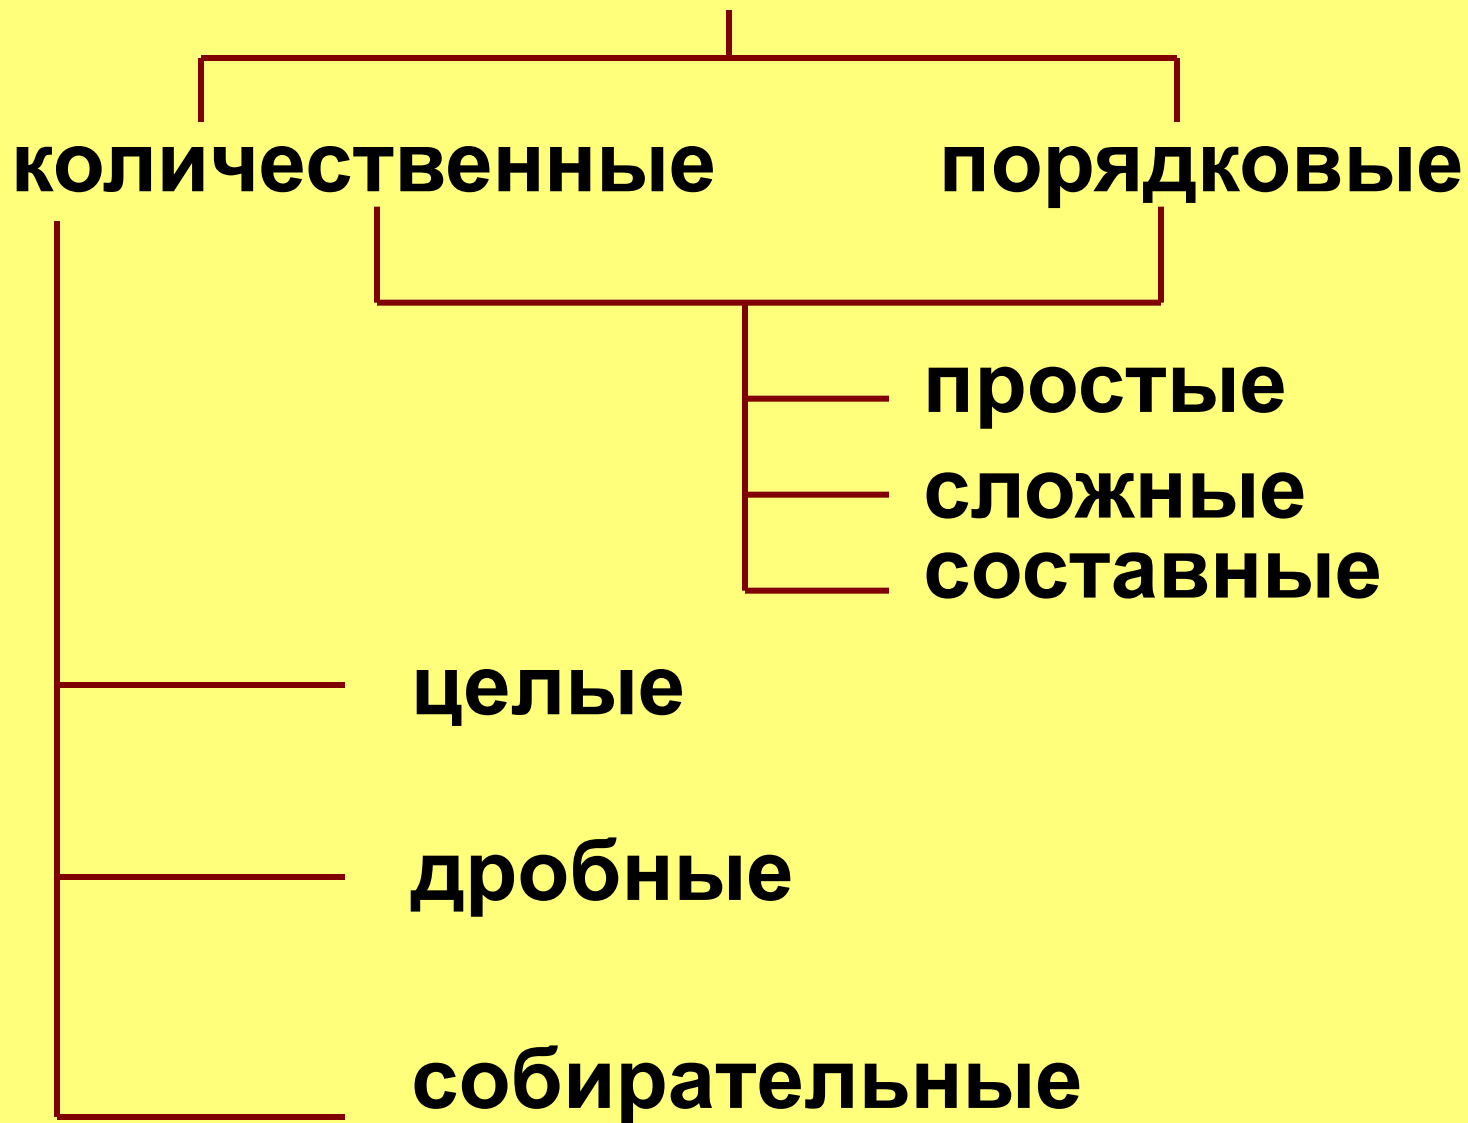 количественные порядковые
простые
сложные
составные
целые
дробные
собирательные